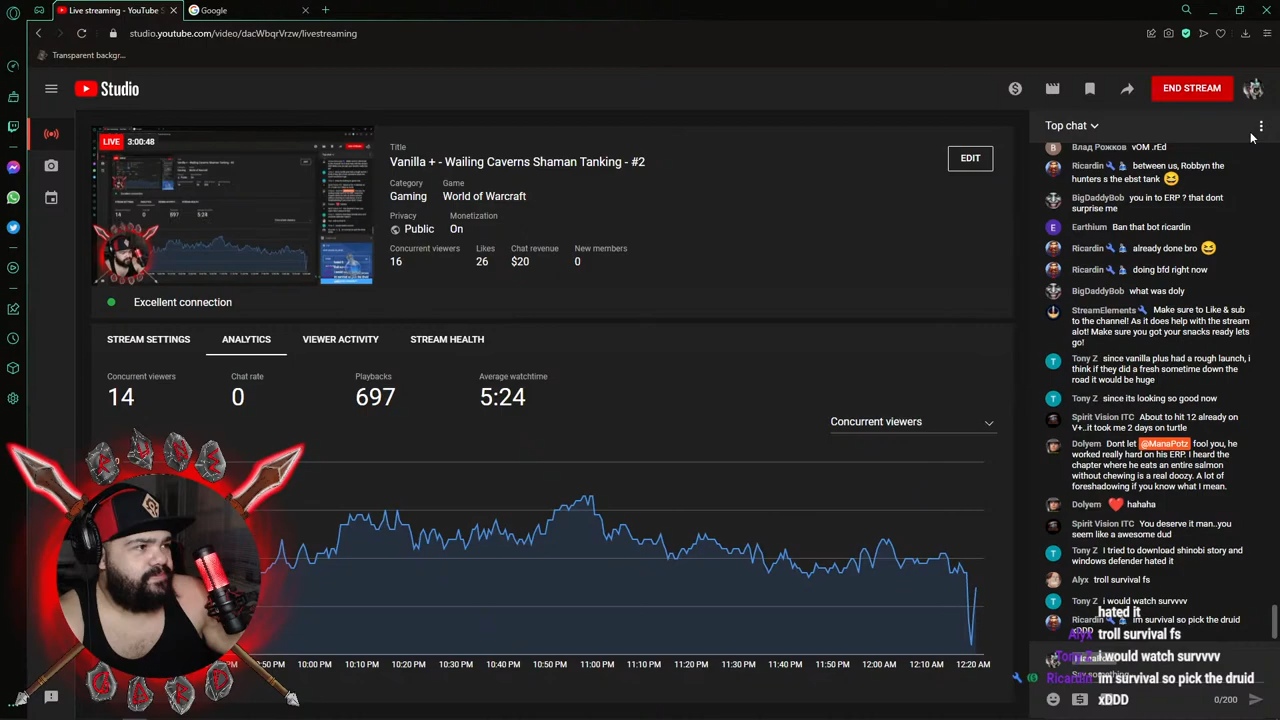 Live streaming - YouTube S
Google
studio.youtube.com/video/dacWbqrVrzw/livestreaming
Transparent backgr...
Studio
END STREAM
LIVE
3:00:48
Title
Vanilla + - Wailing Caverns Shaman Tanking - #2
EDIT
Category
Game
Gaming
World of Warcraft
Privacy
Monetization
Public
On
Concurrent viewers
Likes
Chat revenue
New members
16
26
$20
0
Excellent connection
STREAM SETTINGS
ANALYTICS
VIEWER ACTIVITY
STREAM HEALTH
Concurrent viewers
Chat rate
Playbacks
Average watchtime
14
0
697
5:24
Concurrent viewers
10:00 PM
10:10 PM
10:20 PM
10:30 PM
10:40 PM
10:50 PM
11:00 PM
11:10 PM
11:20 PM
11:30 PM
11:40 PM
11:50 PM
12:00 AM
12:10 AM
12:20 AM
Top chat
Влад Рожков vOM .rEd
Ricardin between us, Robbyn the
hunters s the ebst tank
BigDaddyBob you in to ERP ? that dont
surprise me
Earthium Ban that bot ricardin
Ricardin already done bro
Ricardin doing bfd right now
BigDaddyBob what was doly
StreamElements Make sure to Like & sub
to the channel! As it does help with the stream
alot! Make sure you got your snacks ready lets
go!
Tony Z since vanilla plus had a rough launch, i
think if they did a fresh sometime down the
road it would be huge
Tony Z since its looking so good now
Spirit Vision ITC About to hit 12 already on
V+..it took me 2 days on turtle
Dolyem Dont let @ManaPotz fool you, he
worked really hard on his ERP. I heard the
chapter where he eats an entire salmon
without chewing is a real doozy. A lot of
foreshadowing if you know what I mean.
Dolyem hahaha
Spirit Vision ITC You deserve it man..you
seem like a awesome dud
Tony Z I tried to download shinobi story and
windows defender hated it
Alyx troll survival fs
Tony Z i would watch survvvv
Ricardin im survival so pick the druid
xDDD
hated it
Alyx troll survival fs
Tony Z i would watch survvvv
Ricardin im survival so pick the druid
xDDD
0/200